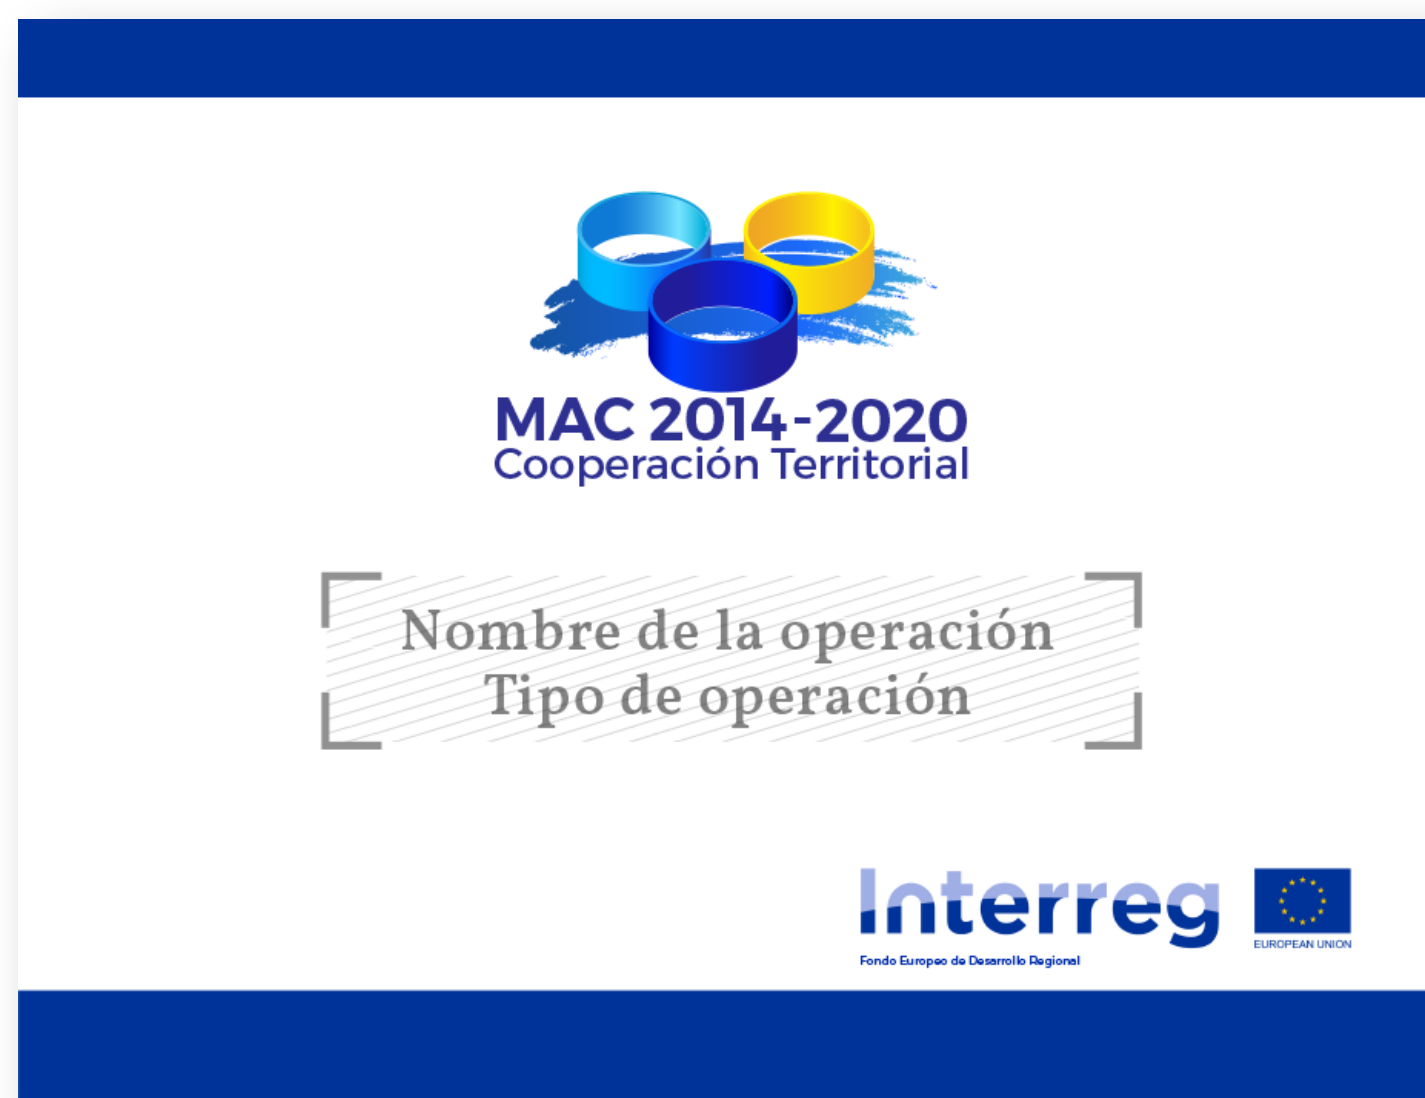 MAC 2014-2020
Cooperación Territorial
Nombre de la operación
Tipo de operación
Interreg
EUROPEAN UNION
Fondo Europeo de Desarrollo Regional